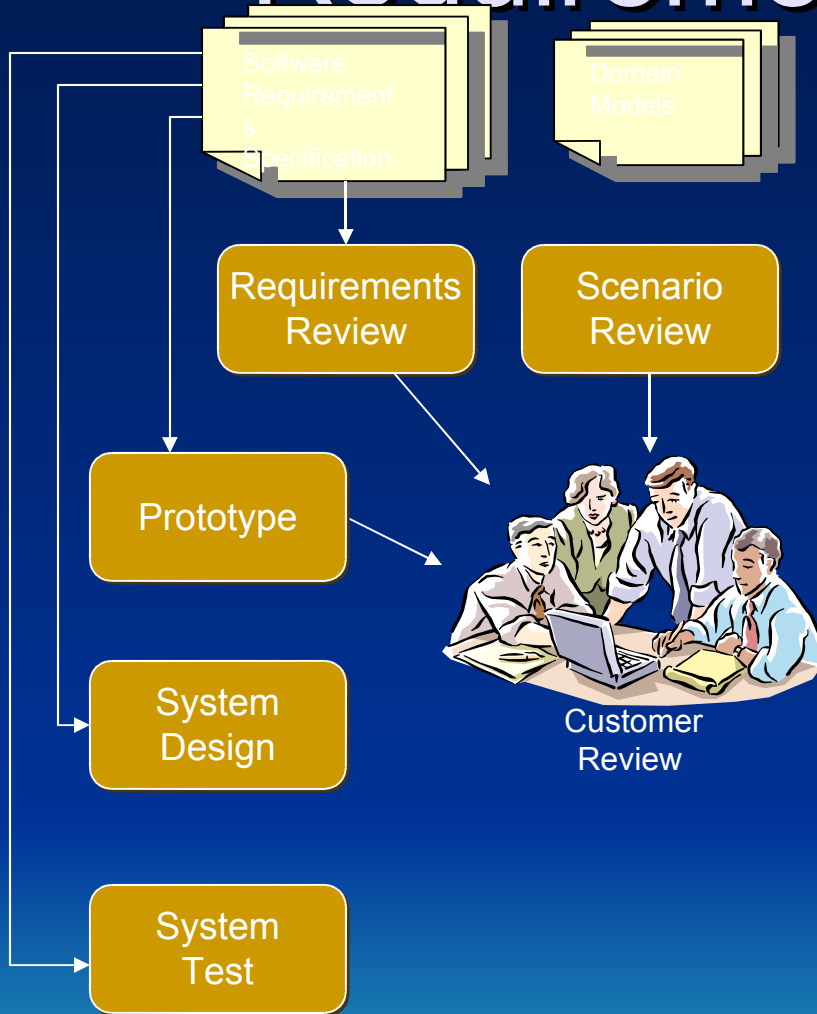 Software
Requirement
s
Specification
Domain
Models
Requirements
Review
Scenario
Review
Prototype
System
Design
Customer
Review
System
Test